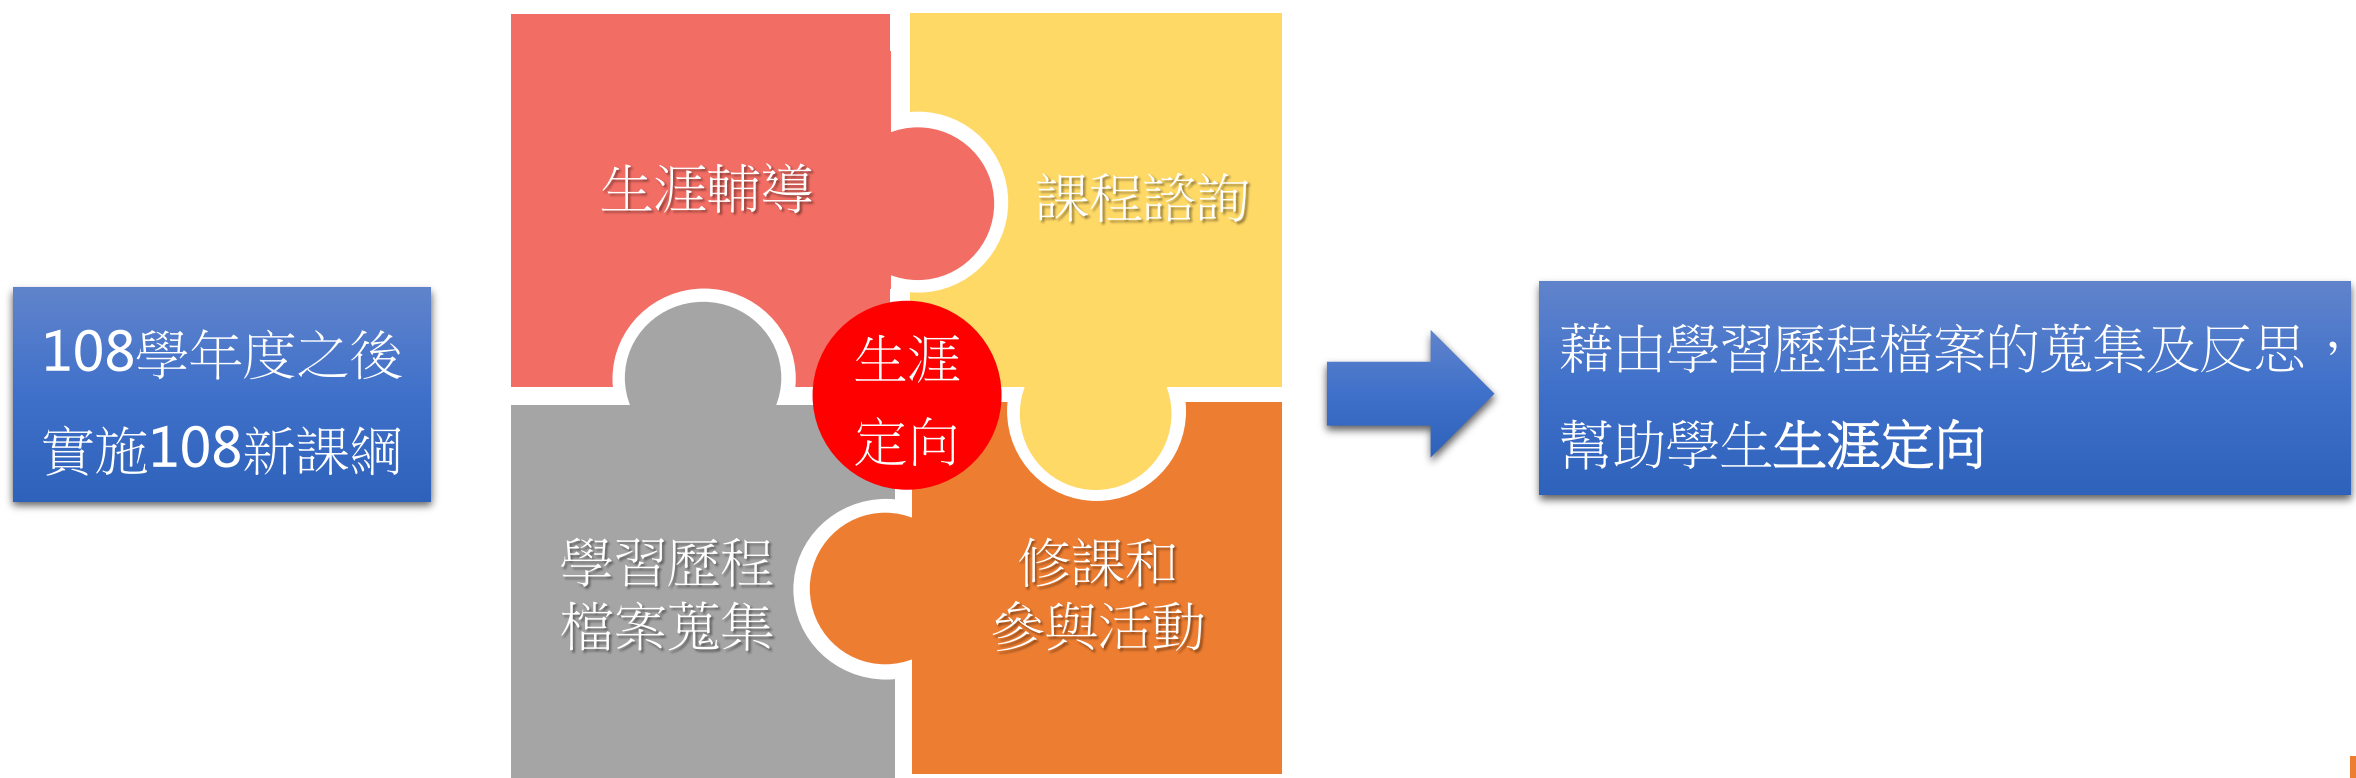 108學年度之後
實施108新課綱
生涯輔導
課程諮詢
生涯
定向
學習歷程
檔案蒐集
修課和
參與活動
藉由學習歷程檔案的蒐集及反思，
幫助學生生涯定向